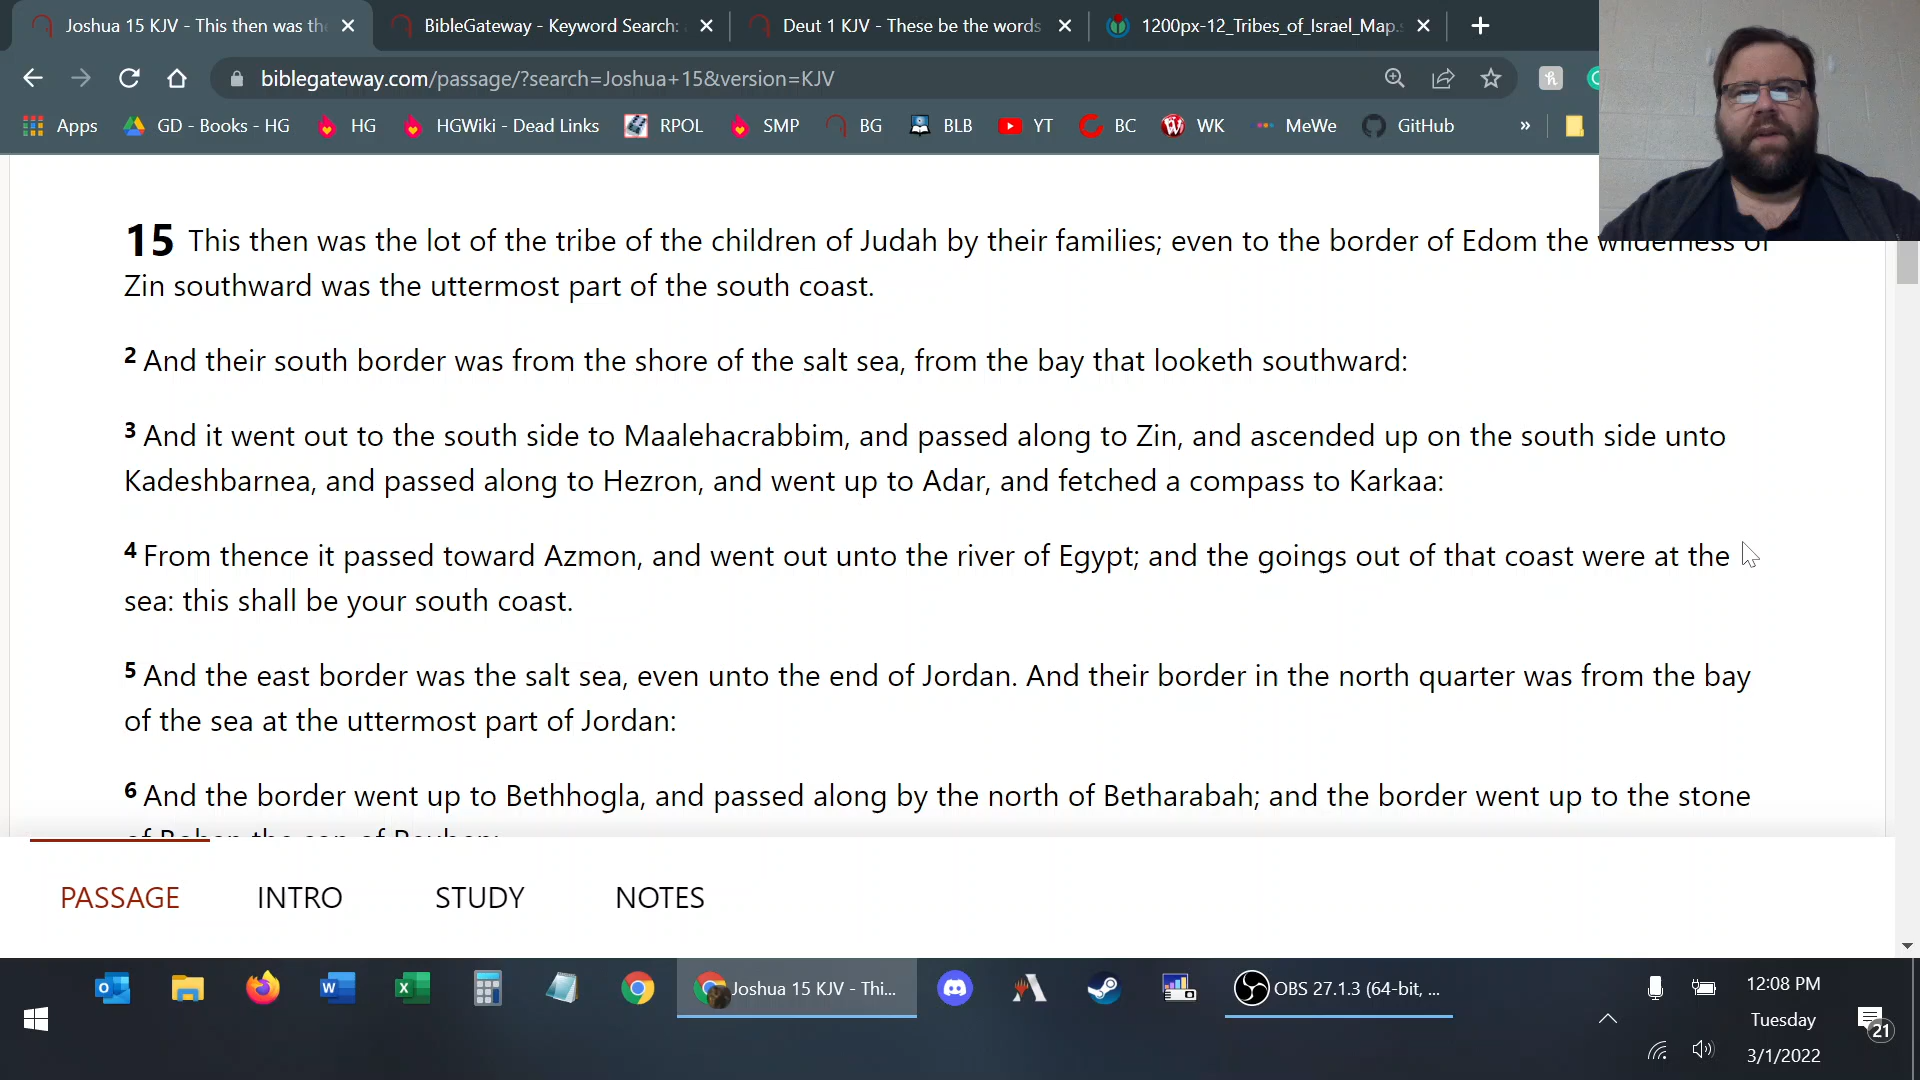 Joshua 15 KJV - This then was the
BibleGateway - Keyword Search:
Deut 1 KJV - These be the words
1200px-12_Tribes_of_Israel_Map.s
biblegateway.com/passage/?search=Joshua+15&version=KJV
Apps
GD - Books - HG
HG
HGWiki - Dead Links
RPOL
SMP
BG
BLB
YT
BC
WK
MeWe
GitHub
»
15 This then was the lot of the tribe of the children of Judah by their families; even to the border of Edom the wilderness of
Zin southward was the uttermost part of the south coast.
2 And their south border was from the shore of the salt sea, from the bay that looketh southward:
3 And it went out to the south side to Maalehacrabbim, and passed along to Zin, and ascended up on the south side unto
Kadeshbarnea, and passed along to Hezron, and went up to Adar, and fetched a compass to Karkaa:
4 From thence it passed toward Azmon, and went out unto the river of Egypt; and the goings out of that coast were at the
sea: this shall be your south coast.
5 And the east border was the salt sea, even unto the end of Jordan. And their border in the north quarter was from the bay
of the sea at the uttermost part of Jordan:
6 And the border went up to Bethhogla, and passed along by the north of Betharabah; and the border went up to the stone
of Bohan the son of Reuben:
PASSAGE
INTRO
STUDY
NOTES
Joshua 15 KJV - Thi...
OBS 27.1.3 (64-bit, ...
12:08 PM
Tuesday
3/1/2022
21